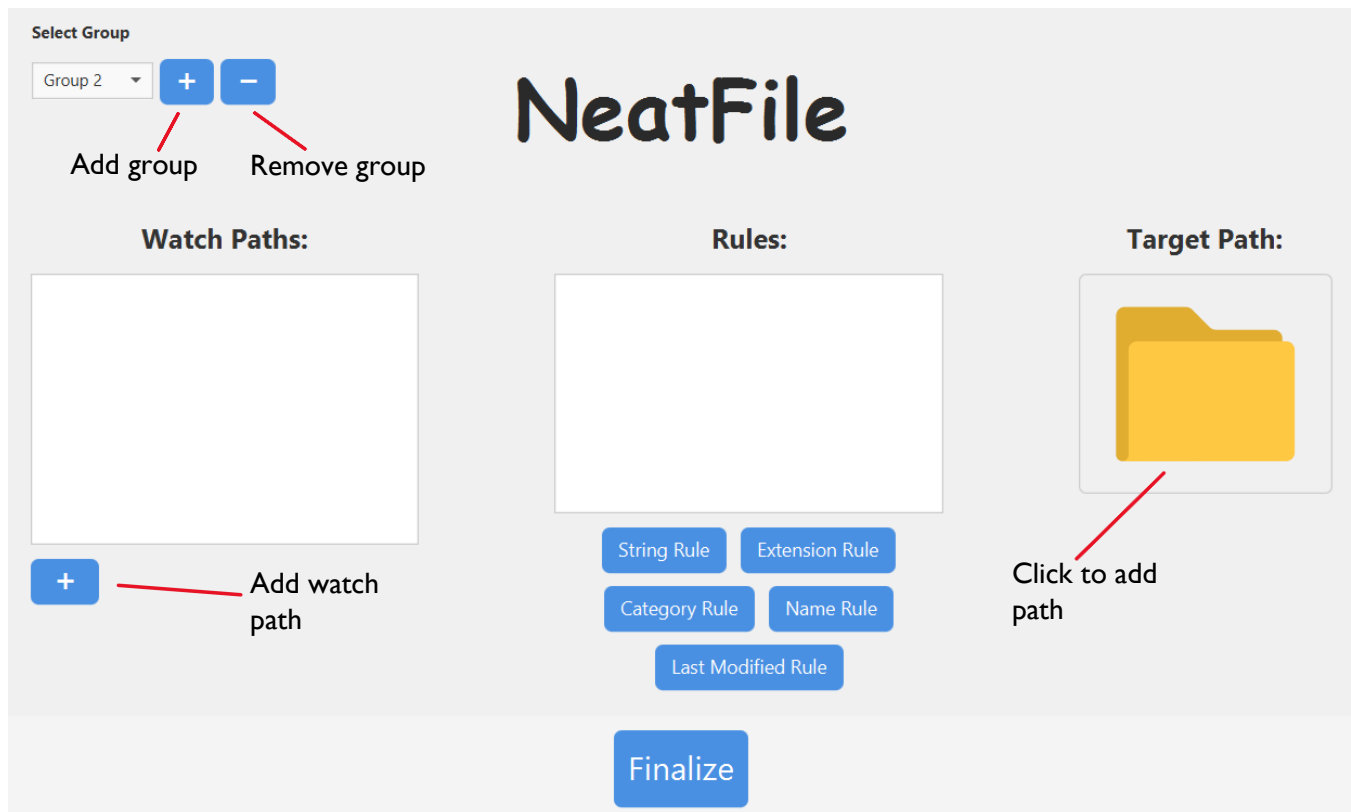 Select Group
Group 2
+
−
NeatFile
Add group
Remove group
Watch Paths:
Rules:
Target Path:
String Rule
Extension Rule
+
Add watch
path
Click to add
path
Category Rule
Name Rule
Last Modified Rule
Finalize